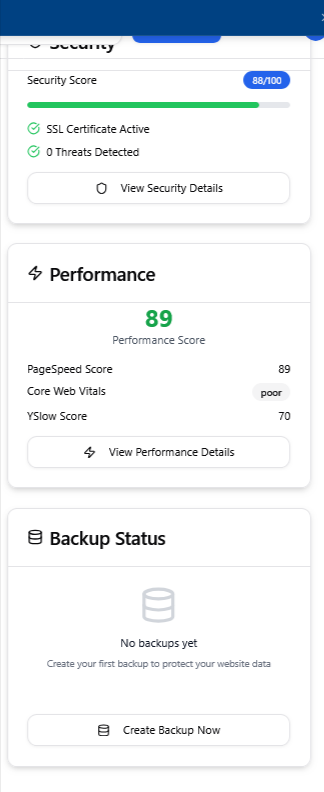 Security
Security Score 88/100
SSL Certificate Active
0 Threats Detected
View Security Details
Performance
89
Performance Score
PageSpeed Score 89
Core Web Vitals poor
YSlow Score 70
View Performance Details
Backup Status
No backups yet
Create your first backup to protect your website data
Create Backup Now